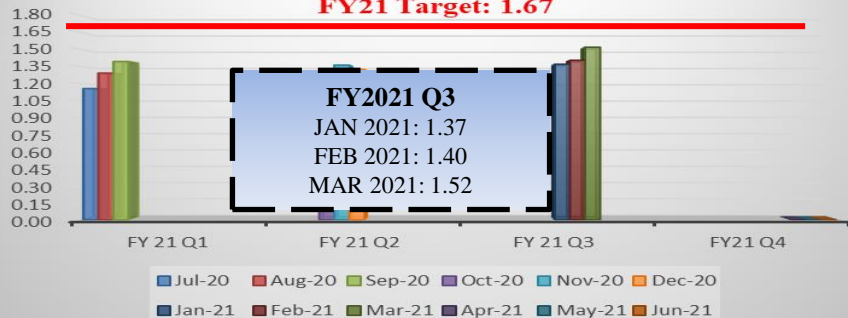 FY21 Target: 1.67
1.80
1.65
1.50
1.35
1.20
1.05
0.90
0.75
0.60
0.45
0.30
0.15
0.00
FY2021 Q3
JAN 2021: 1.37
FEB 2021: 1.40
MAR 2021: 1.52
FY 21 Q1 FY 21 Q2 FY 21 Q3 FY21 Q4
Jul-20 Aug-20 Sep-20 Oct-20 Nov-20 Dec-20
Jan-21 Feb-21 Mar-21 Apr-21 May-21 Jun-21